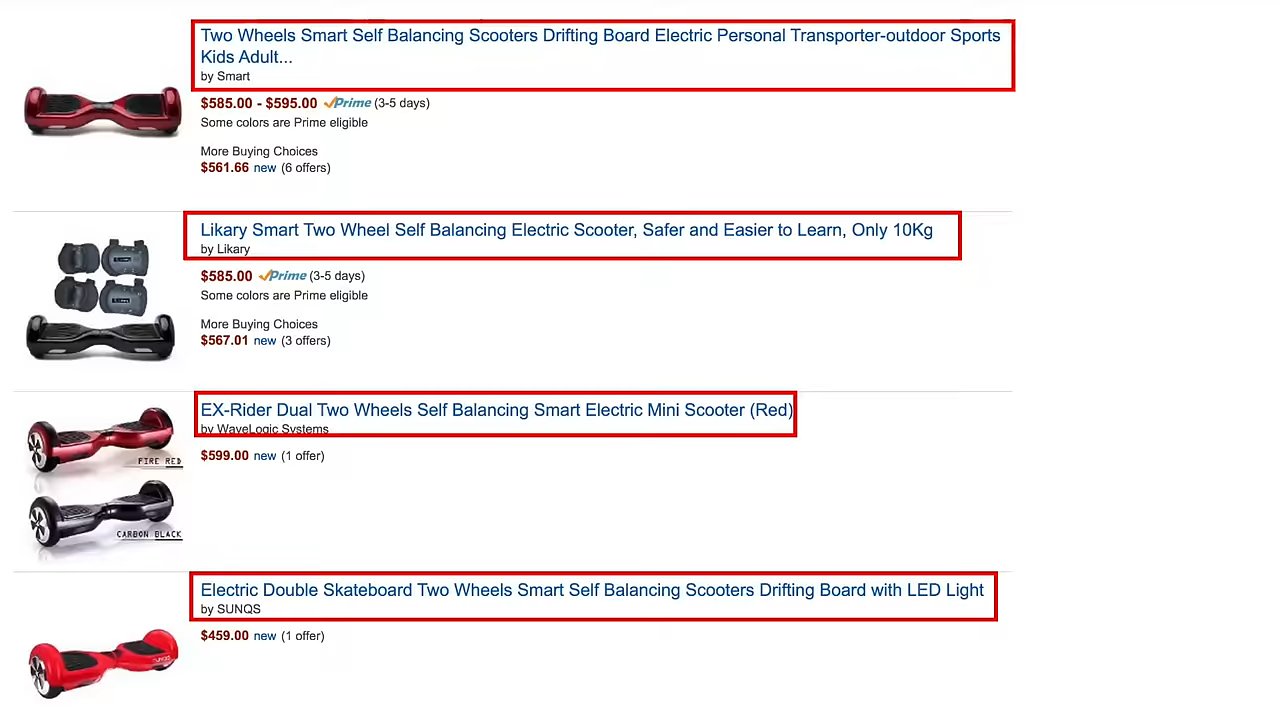 Two Wheels Smart Self Balancing Scooters Drifting Board Electric Personal Transporter-outdoor Sports
Kids Adult...
by Smart
$585.00 - $595.00 Prime (3-5 days)
Some colors are Prime eligible
More Buying Choices
$561.66 new (6 offers)
Likary Smart Two Wheel Self Balancing Electric Scooter, Safer and Easier to Learn, Only 10Kg
by Likary
$585.00 Prime (3-5 days)
Some colors are Prime eligible
More Buying Choices
$567.01 new (3 offers)
EX-Rider Dual Two Wheels Self Balancing Smart Electric Mini Scooter (Red)
by WaveLogic Systems
$599.00 new (1 offer)
FIRE RED
CARBON BLACK
Electric Double Skateboard Two Wheels Smart Self Balancing Scooters Drifting Board with LED Light
by SUNQS
$459.00 new (1 offer)